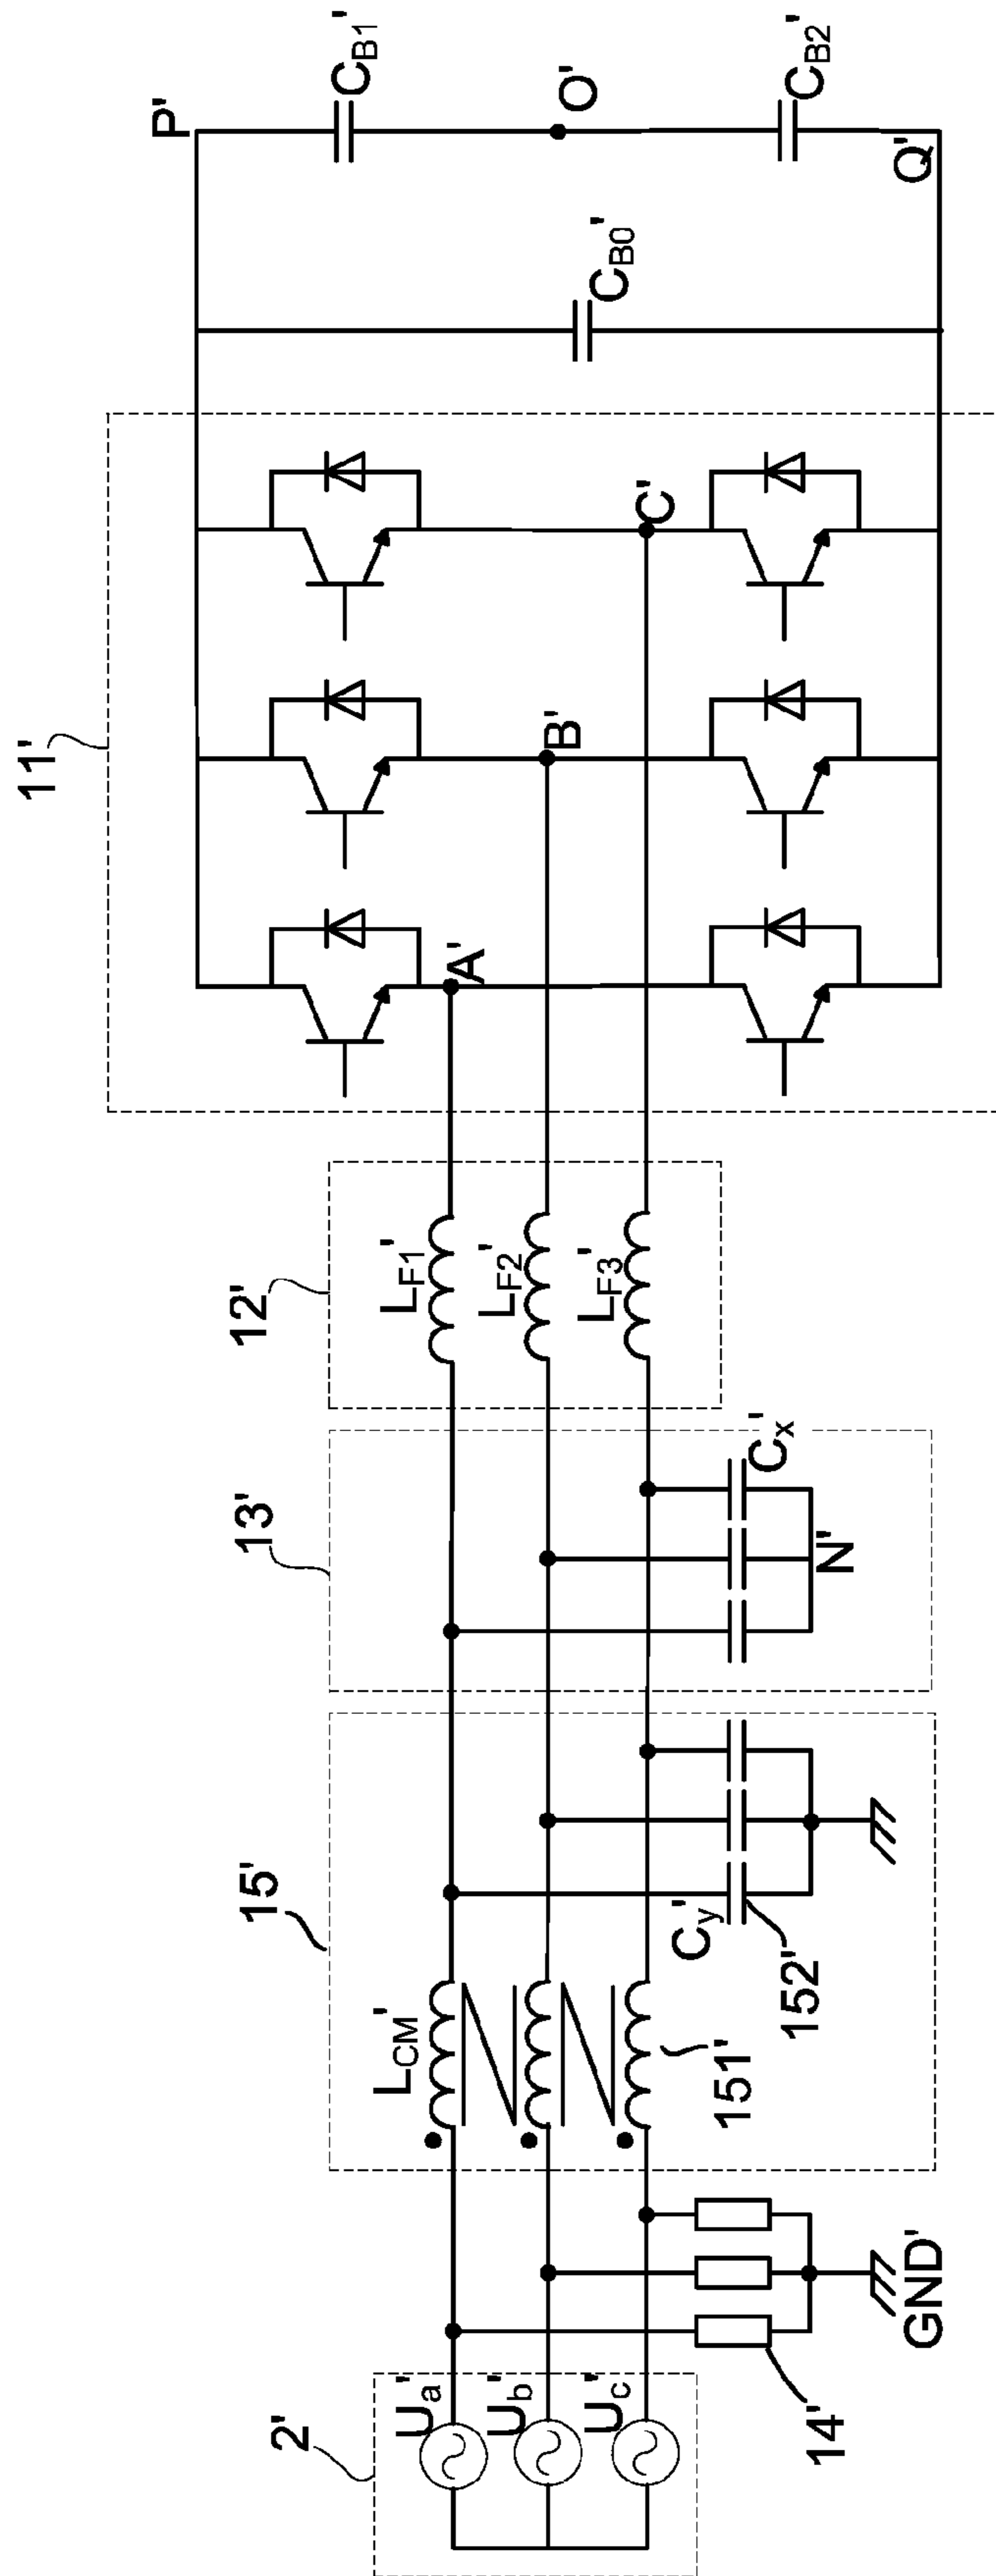 2'
U_a'
U_b'
U_c'
14'
GND'
15'
L_CM'
151'
C_y'
152'
13'
C_x'
N'
12'
L_F1'
L_F2'
L_F3'
11'
A'
B'
C'
P'
C_B0'
C_B1'
O'
C_B2'
Q'